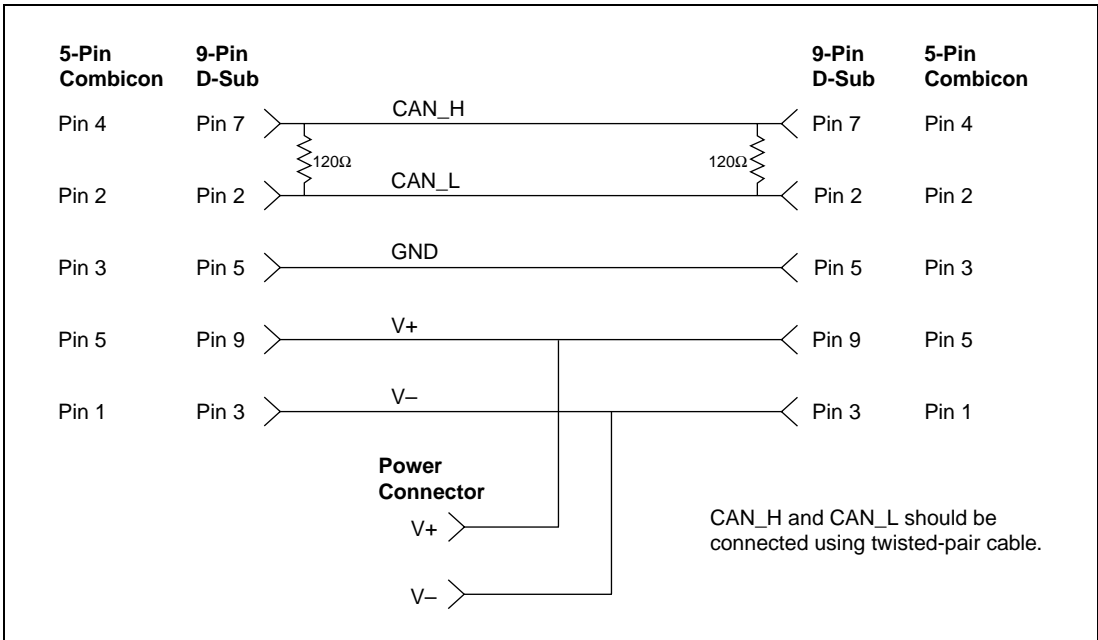 5-Pin Combicon 9-Pin D-Sub 9-Pin D-Sub 5-Pin Combicon
Pin 4 Pin 7 CAN_H Pin 7 Pin 4
120Ω 120Ω
Pin 2 Pin 2 CAN_L Pin 2 Pin 2
Pin 3 Pin 5 GND Pin 5 Pin 3
Pin 5 Pin 9 V+ Pin 9 Pin 5
Pin 1 Pin 3 V– Pin 3 Pin 1
Power
Connector
V+
V–
CAN_H and CAN_L should be
connected using twisted-pair cable.